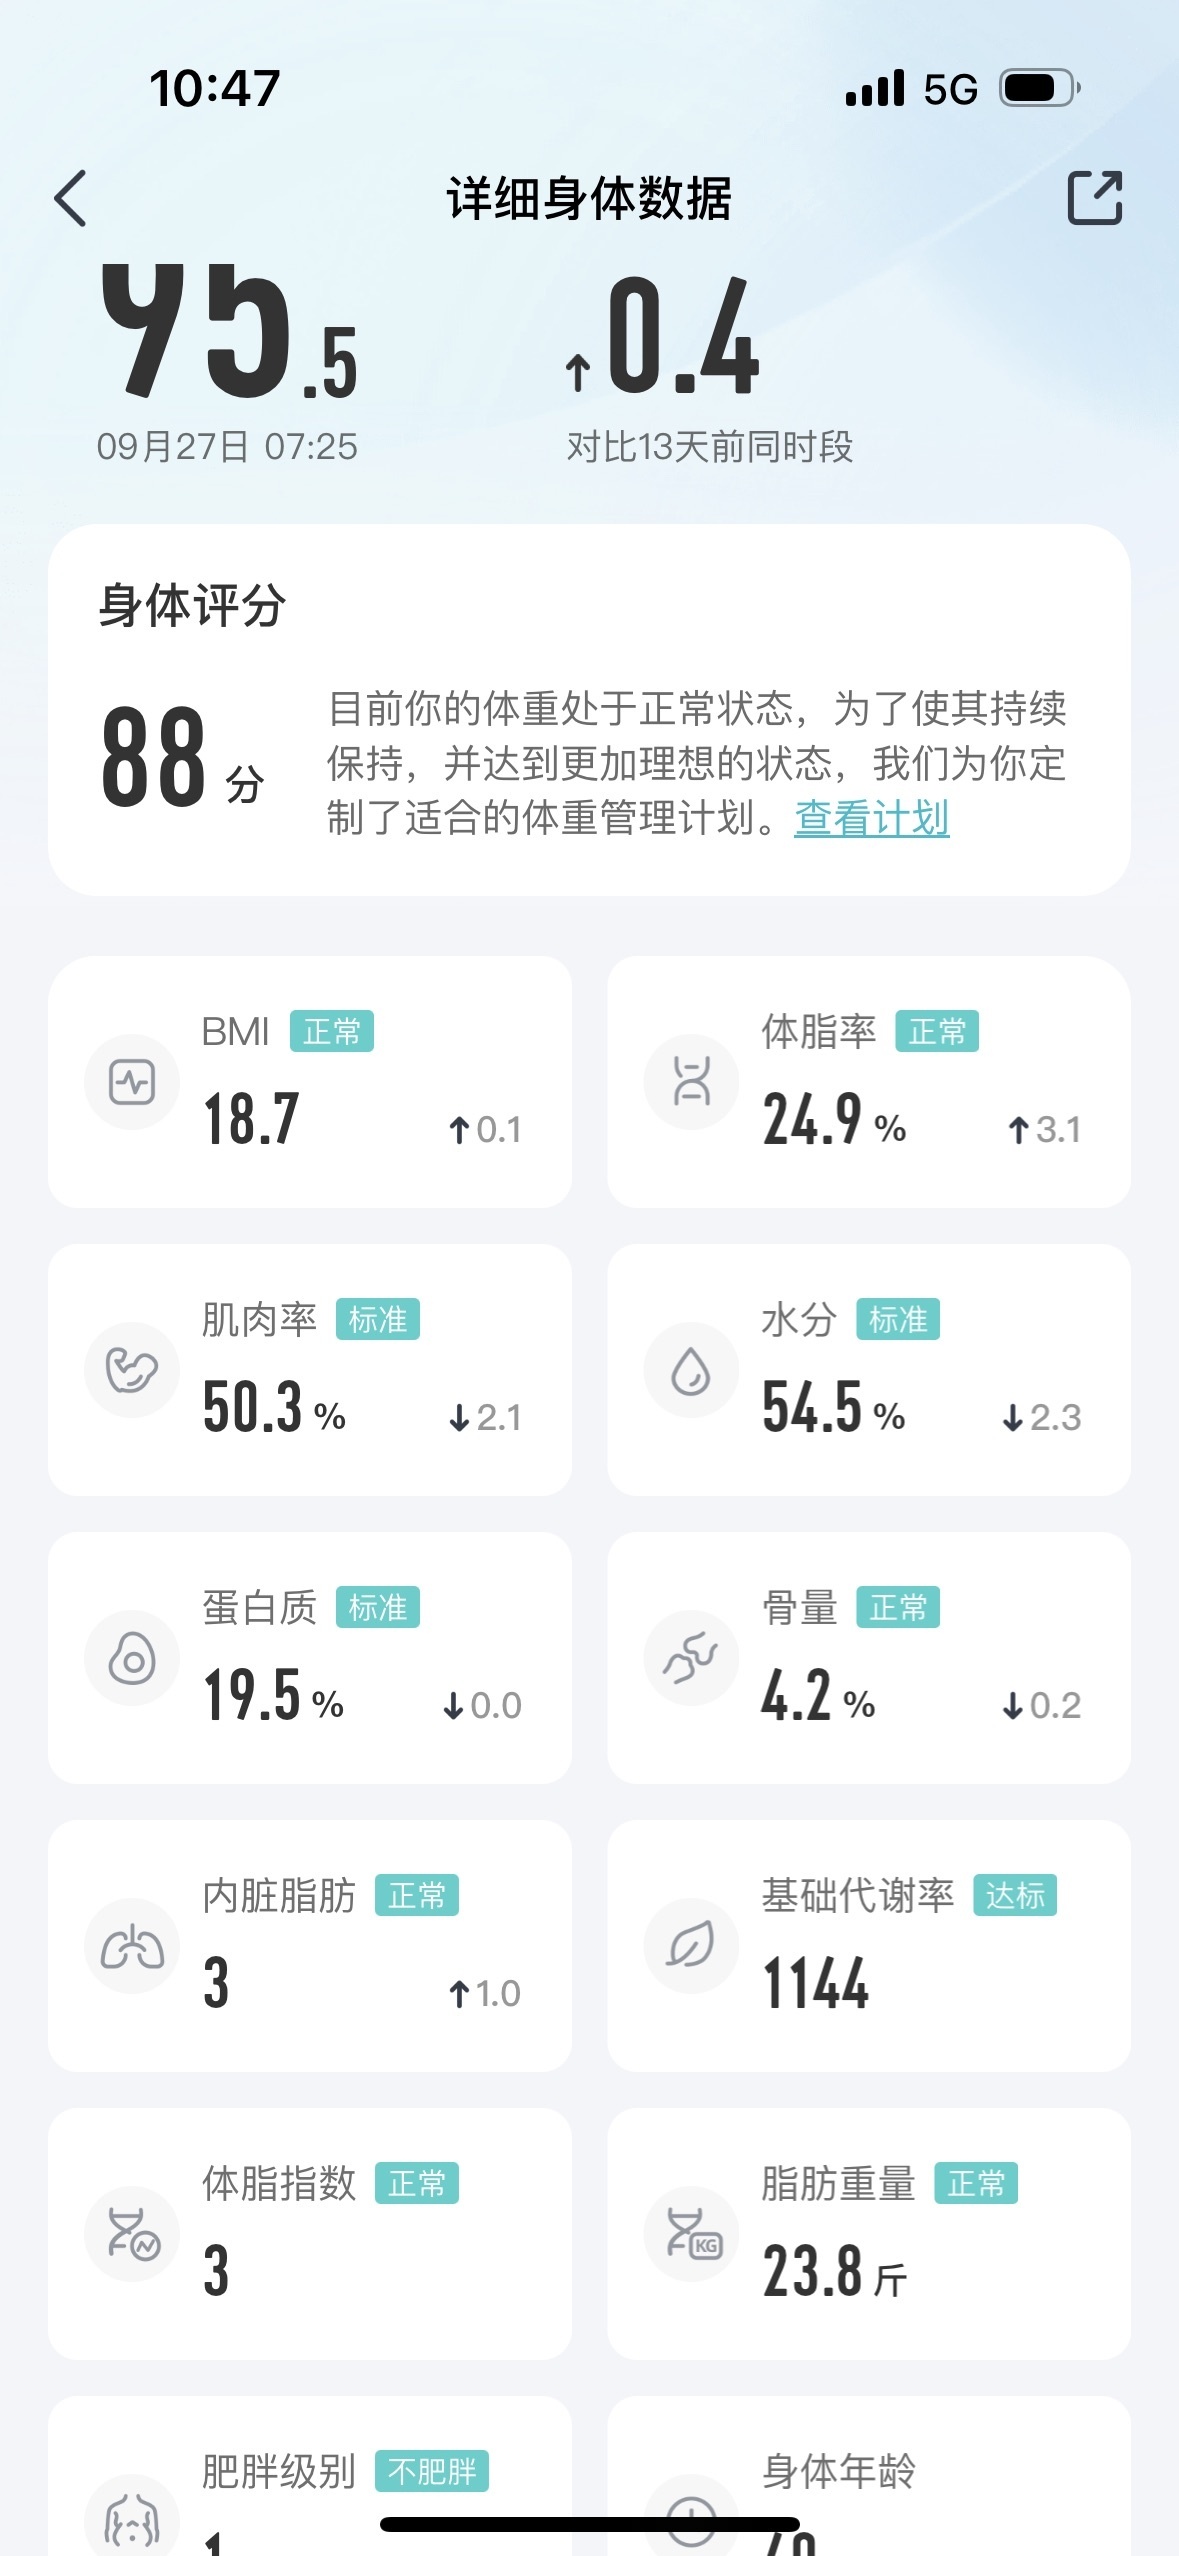 10:47
5G
详细身体数据
95.5
↑0.4
09月27日 07:25
对比13天前同时段
身体评分
88分
目前你的体重处于正常状态，为了使其持续
保持，并达到更加理想的状态，我们为你定
制了适合的体重管理计划。查看计划
BMI 正常
18.7 ↑0.1
体脂率 正常
24.9% ↑3.1
肌肉率 标准
50.3% ↓2.1
水分 标准
54.5% ↓2.3
蛋白质 标准
19.5% ↓0.0
骨量 正常
4.2% ↓0.2
内脏脂肪 正常
3 ↑1.0
基础代谢率 达标
1144
体脂指数 正常
3
KG
脂肪重量 正常
23.8斤
肥胖级别 不肥胖
1
身体年龄